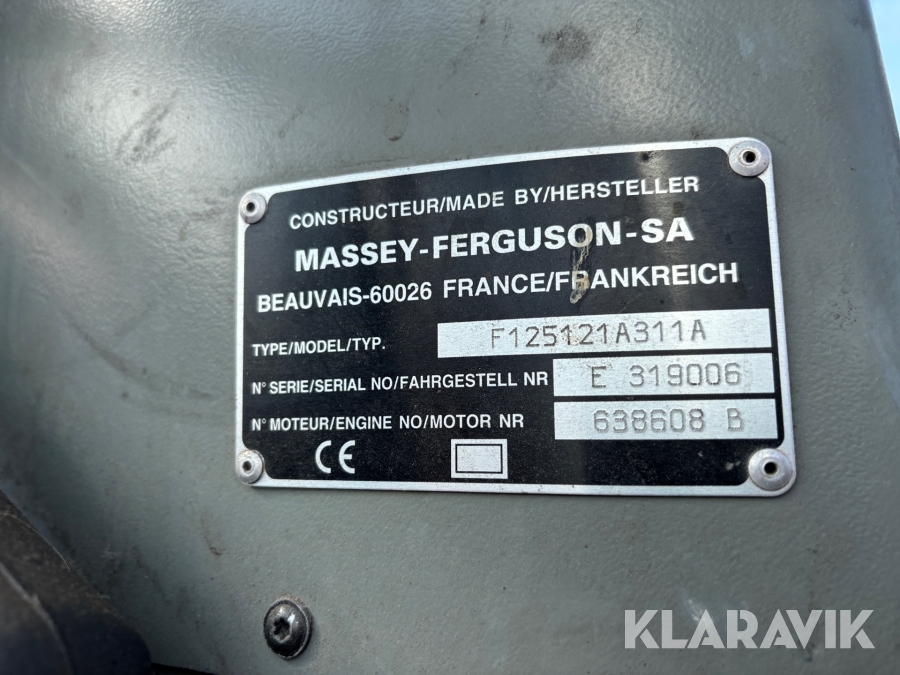 CONSTRUCTEUR/MADE BY/HERSTELLER
MASSEY-FERGUSON-SA
BEAUVAIS-60026 FRANCE/FRANKREICH
TYPE/MODEL/TYP. F125121A311A
N° SERIE/SERIAL NO/FAHRGESTELL NR E 319006
N° MOTEUR/ENGINE NO/MOTOR NR 638608 B
CE
KLARAVIK